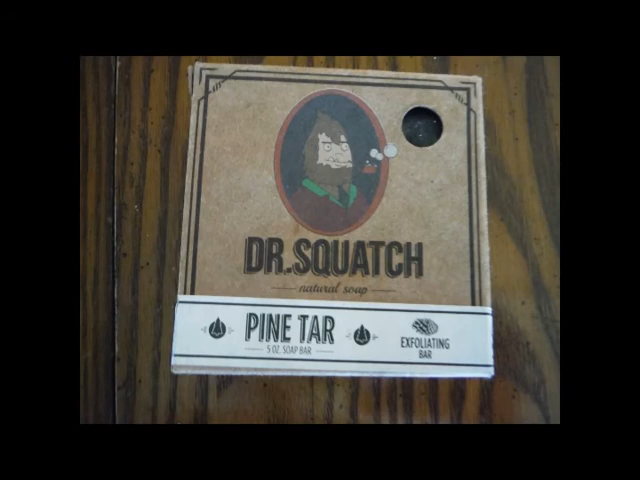 DR.SQUATCH
natural soap
PINE TAR
5 OZ. SOAP BAR
EXFOLIATING
BAR